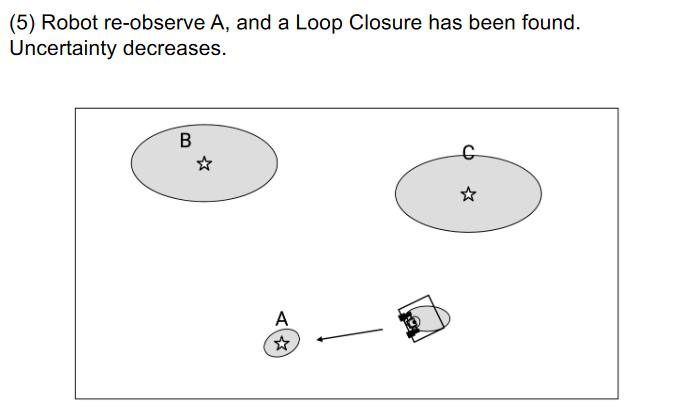 (5) Robot re-observe A, and a Loop Closure has been found.
Uncertainty decreases.
B
C
A